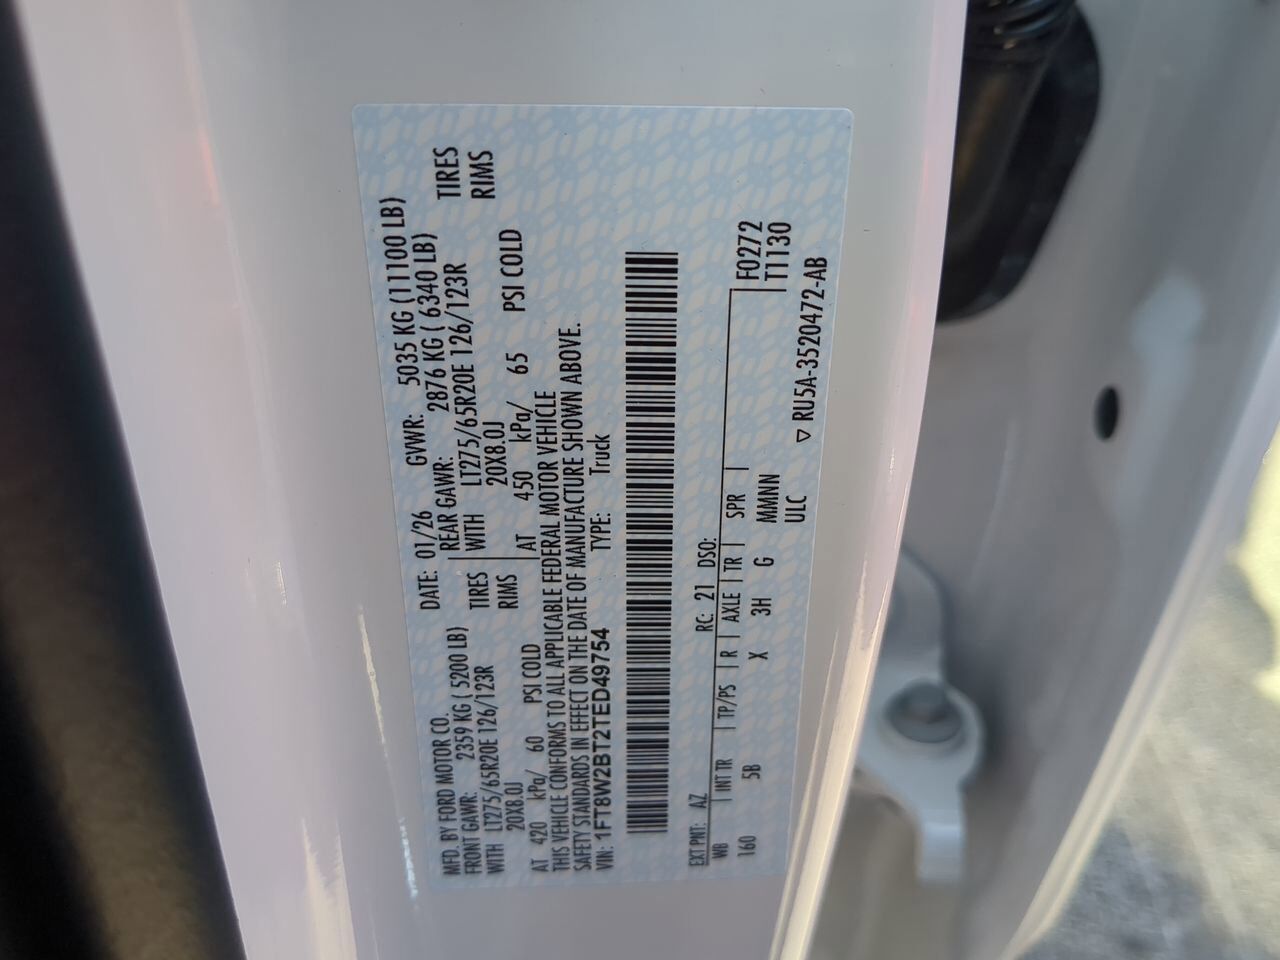 MFD. BY FORD MOTOR CO.
DATE: 01/26 GVWR: 5035 KG (11100 LB)
FRONT GAWR: 2359 KG ( 5200 LB) REAR GAWR: 2876 KG ( 6340 LB)
WITH LT275/65R20E 126/123R TIRES WITH LT275/65R20E 126/123R TIRES
20X8.0J RIMS 20X8.0J RIMS
AT 420 kPa/ 60 PSI COLD AT 450 kPa/ 65 PSI COLD
THIS VEHICLE CONFORMS TO ALL APPLICABLE FEDERAL MOTOR VEHICLE
SAFETY STANDARDS IN EFFECT ON THE DATE OF MANUFACTURE SHOWN ABOVE.
VIN: 1FT8W2BT2TED49754 TYPE: Truck
EXT PNT: AZ RC: 21 DSO: F0272
WB INT TR TP/PS R AXLE TR SPR T1130
160 5B X 3H G MMNN
ULC
▽ RU5A-3520472-AB